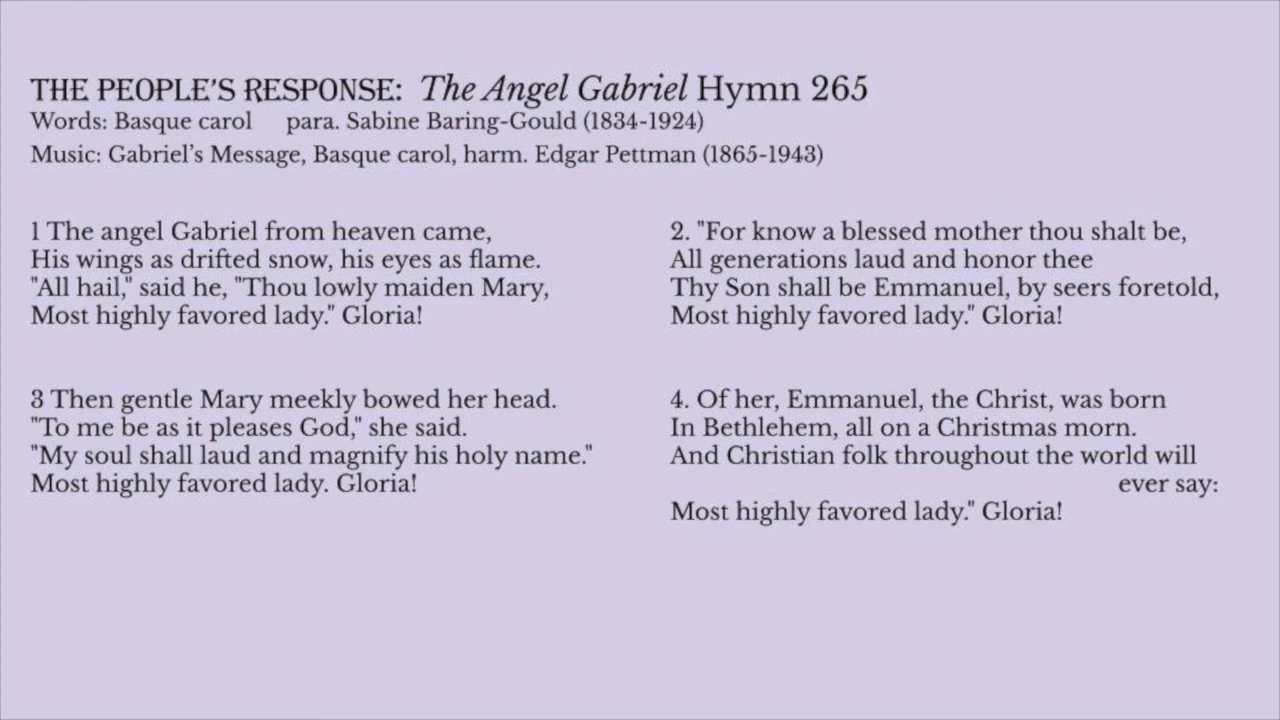 THE PEOPLE'S RESPONSE: The Angel Gabriel Hymn 265
Words: Basque carol para. Sabine Baring-Gould (1834-1924)
Music: Gabriel's Message, Basque carol, harm. Edgar Pettman (1865-1943)
1 The angel Gabriel from heaven came,
His wings as drifted snow, his eyes as flame.
"All hail," said he, "Thou lowly maiden Mary,
Most highly favored lady." Gloria!
2. "For know a blessed mother thou shalt be,
All generations laud and honor thee
Thy Son shall be Emmanuel, by seers foretold,
Most highly favored lady." Gloria!
3 Then gentle Mary meekly bowed her head.
"To me be as it pleases God," she said.
"My soul shall laud and magnify his holy name."
Most highly favored lady. Gloria!
4. Of her, Emmanuel, the Christ, was born
In Bethlehem, all on a Christmas morn.
And Christian folk throughout the world will
ever say:
Most highly favored lady." Gloria!